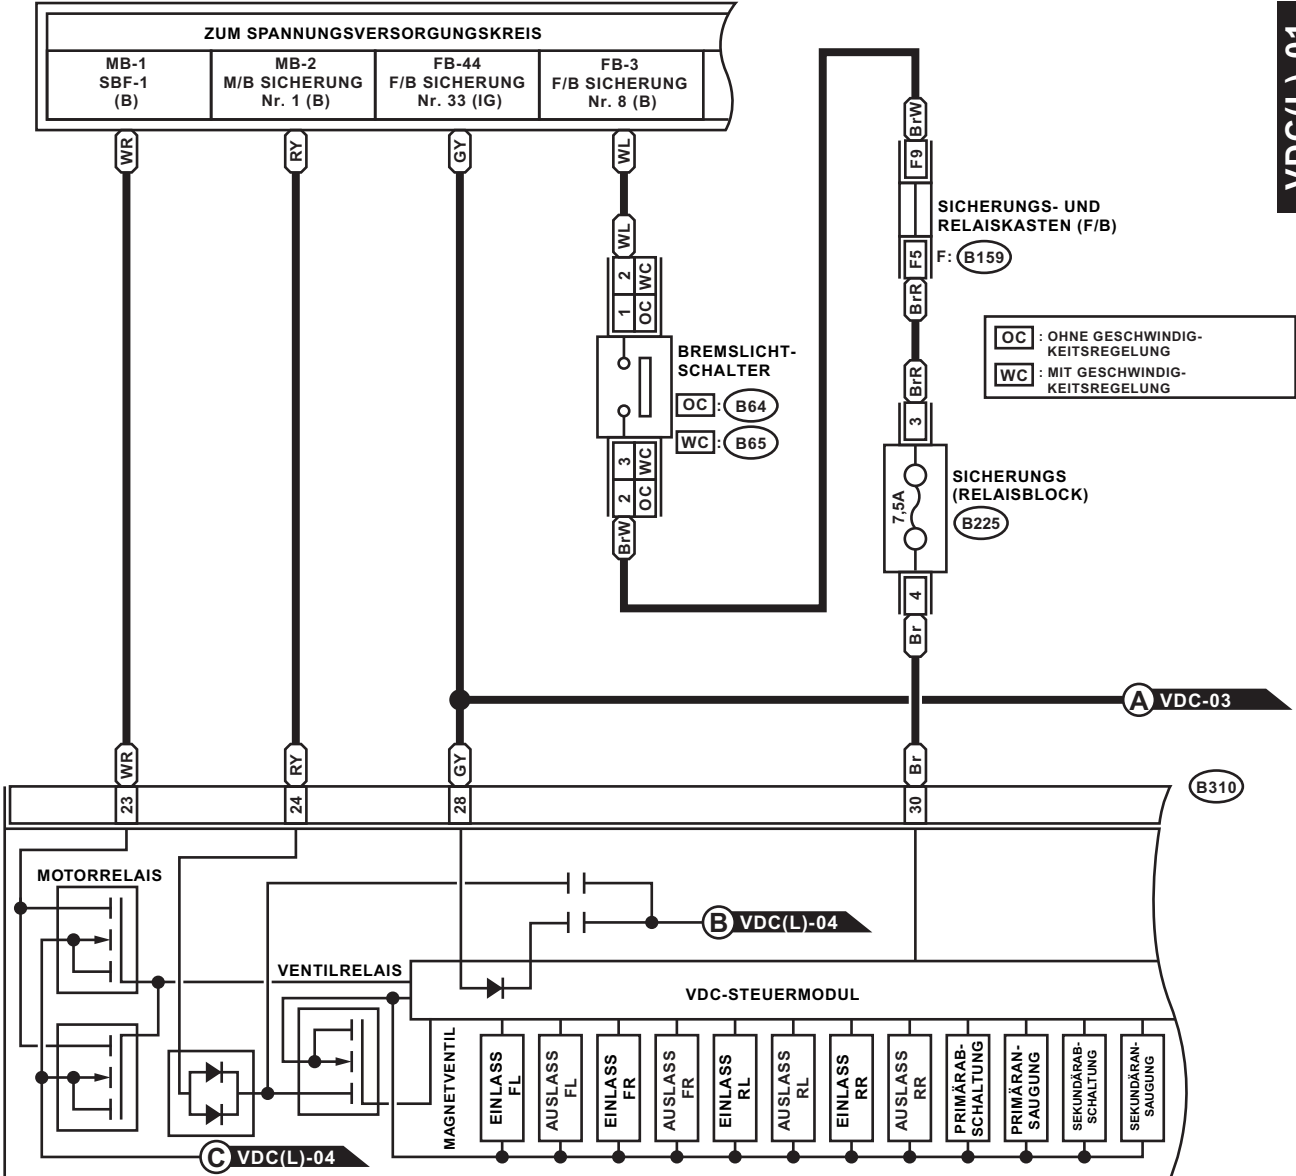 ZUM SPANNUNGSVERSORGUNGSKREIS
MB-1
SBF-1
(B)
MB-2
M/B SICHERUNG
Nr. 1 (B)
FB-44
F/B SICHERUNG
Nr. 33 (IG)
FB-3
F/B SICHERUNG
Nr. 8 (B)
WR
RY
GY
WL
BrW
F9
SICHERUNGS- UND
RELAISKASTEN (F/B)
F5
F: B159
BrR
WL
2 WC
1 OC
BREMSLICHT-
SCHALTER
OC : B64
WC : B65
3 WC
2 OC
BrW
OC : OHNE GESCHWINDIG-
KEITSREGELUNG
WC : MIT GESCHWINDIG-
KEITSREGELUNG
BrR
3
7,5A
SICHERUNGS
(RELAISBLOCK)
B225
4
Br
A VDC-03
WR
RY
GY
Br
B310
23
24
28
30
MOTORRELAIS
B VDC(L)-04
VENTILRELAIS
VDC-STEUERMODUL
MAGNETVENTIL
EINLASS
FL
AUSLASS
FL
EINLASS
FR
AUSLASS
FR
EINLASS
RL
AUSLASS
RL
EINLASS
RR
AUSLASS
RR
PRIMÄRAB-
SCHALTUNG
PRIMÄRAN-
SAUGUNG
SEKUNDÄRAB-
SCHALTUNG
SEKUNDÄRAN-
SAUGUNG
C VDC(L)-04